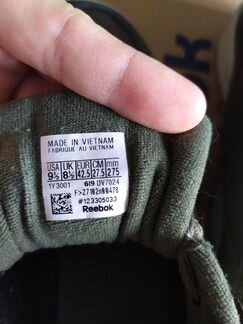 MADE IN VIETNAM
FABRIQUE AU VIETNAM
USA UK EUR CM mm
9½ 8½ 42.5 27.5 275
1Y3001 619 DV7024
#123305033
Reebok